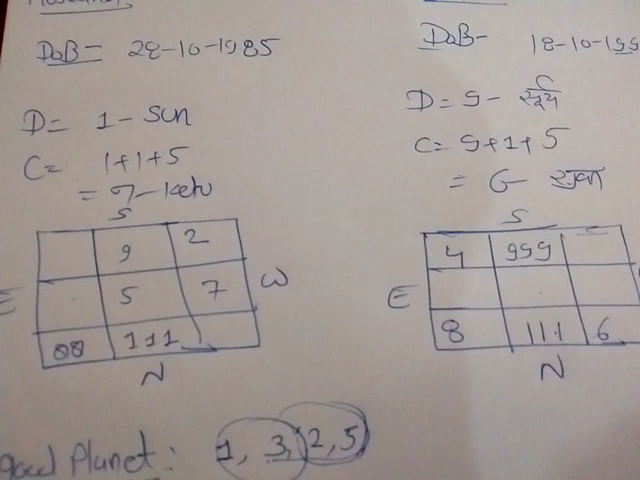 DOB- 28-10-1985
D= 1 - Sun
C= 1+1+5
= 7 - Ketu
S
9 2
E 5 7 W
88 111
N
DOB- 18-10-199
D= 9 -
C= 9+1+5
= 6 -
S
4 999
E
8 111 6
N
good Planet: 1, 3, 2, 5